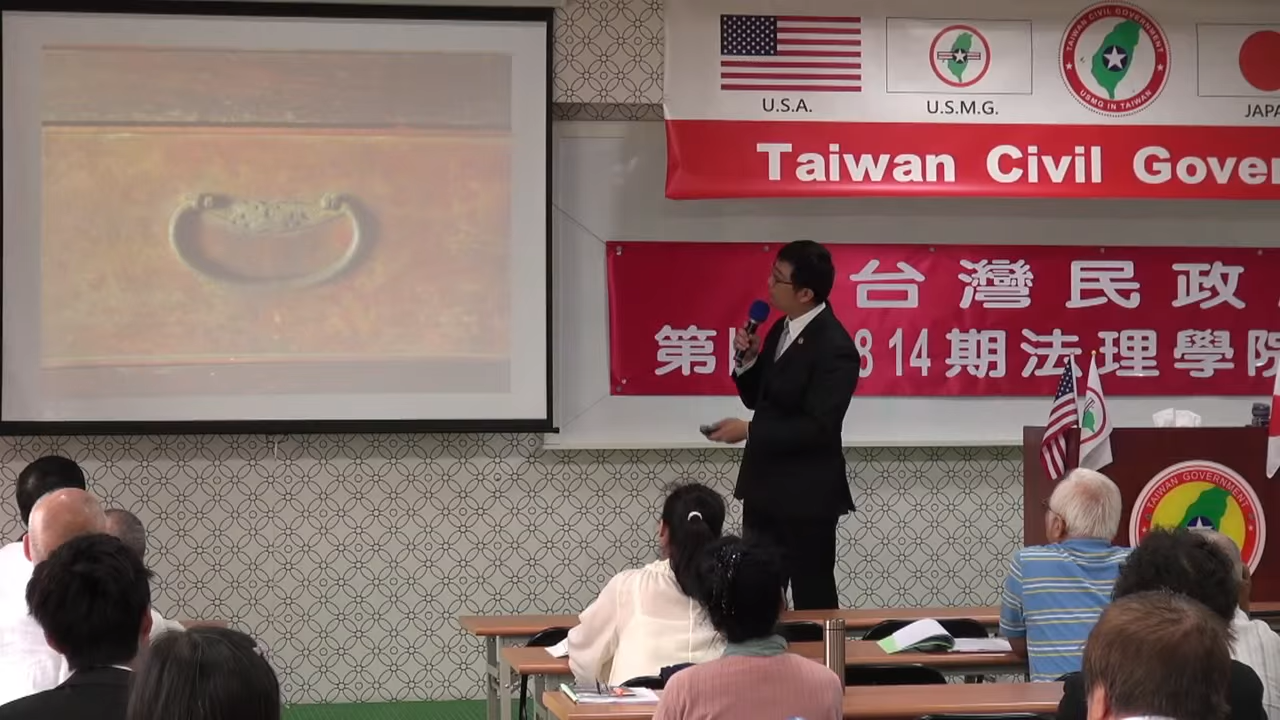 U.S.A.
U.S.M.G.
TAIWAN CIVIL GOVERNMENT
USMG IN TAIWAN
JAPA
Taiwan Civil Gover
台灣民政
第 8 14期法理學院
TAIWAN GOVERNMENT